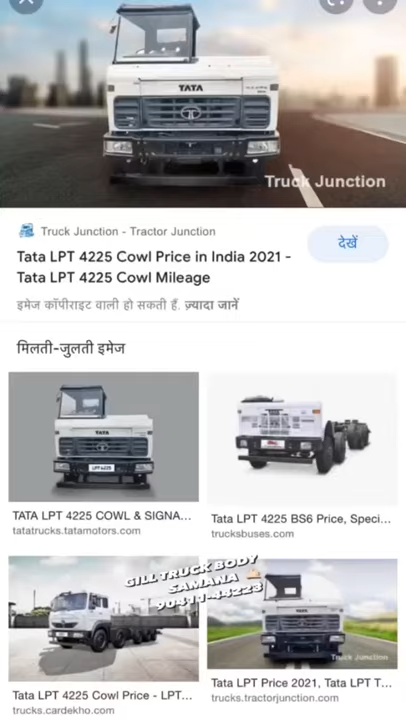 TATA
Truck Junction
Truck Junction - Tractor Junction
Tata LPT 4225 Cowl Price in India 2021 -
Tata LPT 4225 Cowl Mileage
देखें
इमेज कॉपीराइट वाली हो सकती हैं. ज़्यादा जानें
मिलती-जुलती इमेज
TATA
LPT 4225
TATA LPT 4225 COWL & SIGNA...
tatatrucks.tatamotors.com
Tata LPT 4225 BS6 Price, Speci...
trucksbuses.com
GILL TRUCK BODY
SAMANA
90411-44223
Tata LPT 4225 Cowl Price - LPT...
trucks.cardekho.com
TATA
Truck Junction
Tata LPT Price 2021, Tata LPT T...
trucks.tractorjunction.com